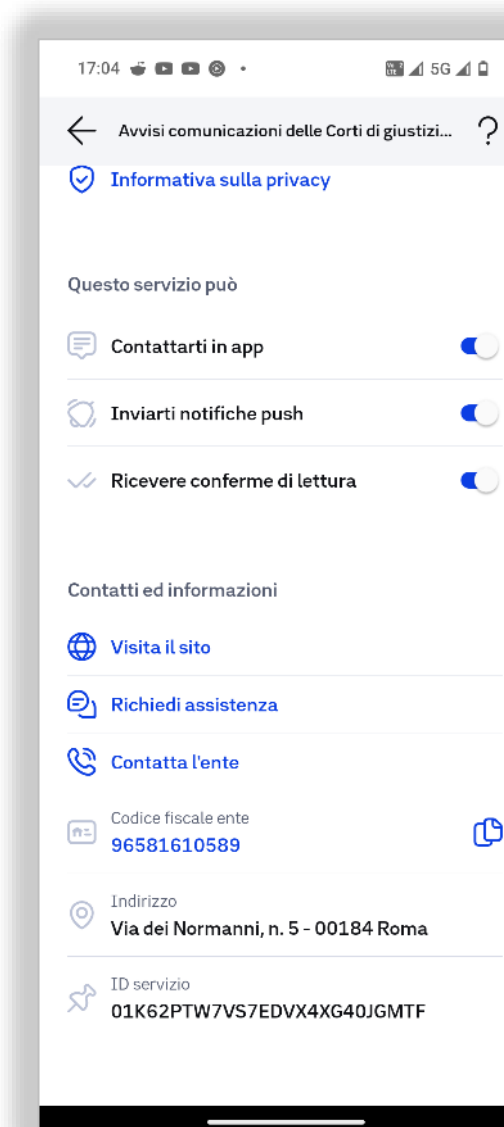 17:04
5G
Avvisi comunicazioni delle Corti di giustizi...
Informativa sulla privacy
Questo servizio può
Contattarti in app
Inviarti notifiche push
Ricevere conferme di lettura
Contatti ed informazioni
Visita il sito
Richiedi assistenza
Contatta l'ente
Codice fiscale ente
96581610589
Indirizzo
Via dei Normanni, n. 5 - 00184 Roma
ID servizio
01K62PTW7VS7EDVX4XG40JGMTF